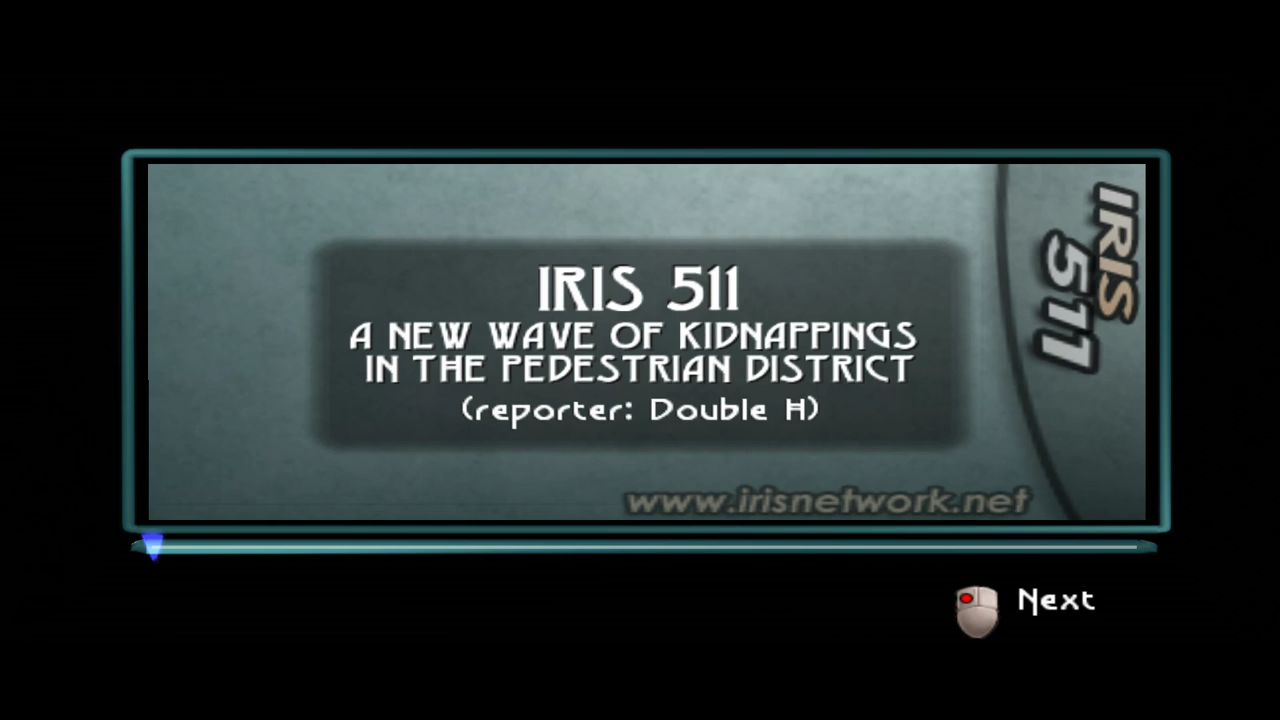 IRIS 511
A NEW WAVE OF KIDNAPPINGS
IN THE PEDESTRIAN DISTRICT
(reporter: Double H)
IRIS
511
www.irisnetwork.net
Next